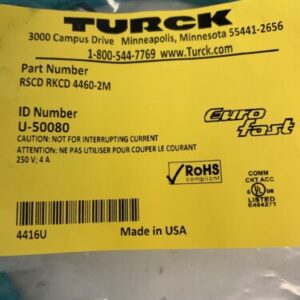 TURCK
3000 Campus Drive Minneapolis, Minnesota 55441-2656
1-800-544-7769 www.Turck.com
Part Number
RSCD RKCD 4460-2M
ID Number
U-50080
Euro fast
CAUTION: NOT FOR INTERRUPTING CURRENT
ATTENTION: NE PAS UTILISER POUR COUPER LE COURANT
250 V; 4 A
RoHS
compliant
COMM
CKT ACC
C UL US
LISTED
4416U
Made in USA